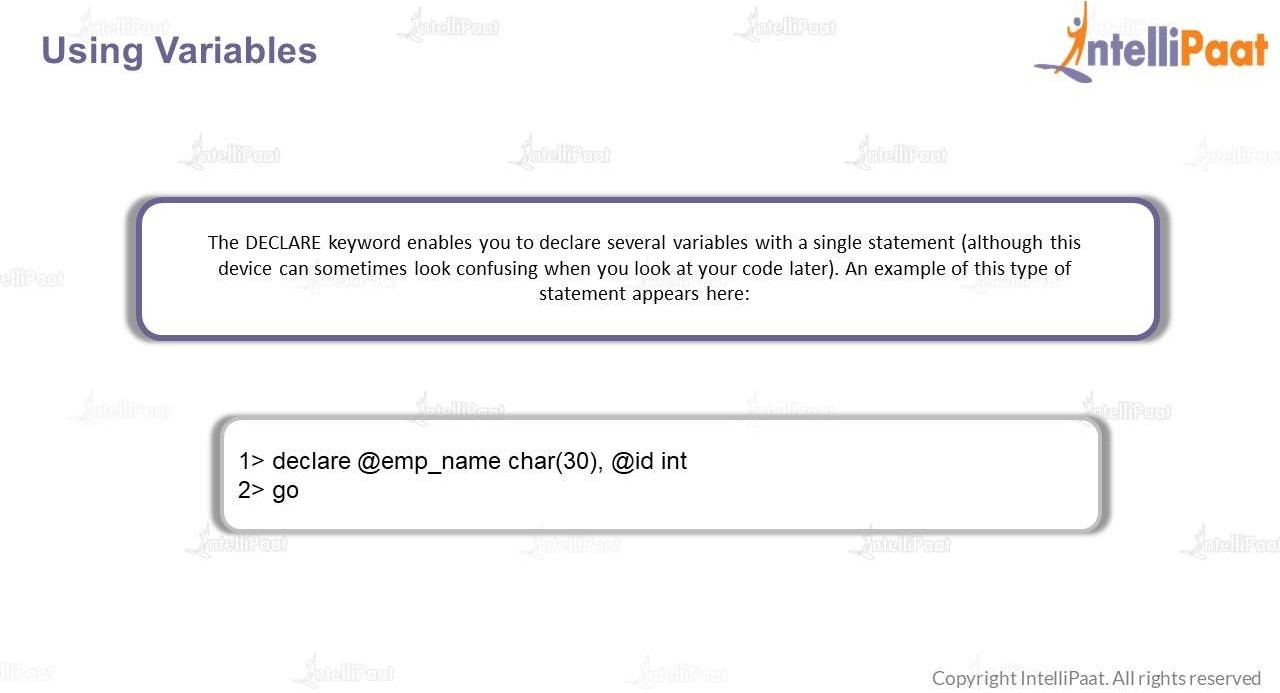 Using Variables
IntelliPaat
The DECLARE keyword enables you to declare several variables with a single statement (although this
device can sometimes look confusing when you look at your code later). An example of this type of
statement appears here:
1> declare @emp_name char(30), @id int
2> go
Copyright IntelliPaat. All rights reserved